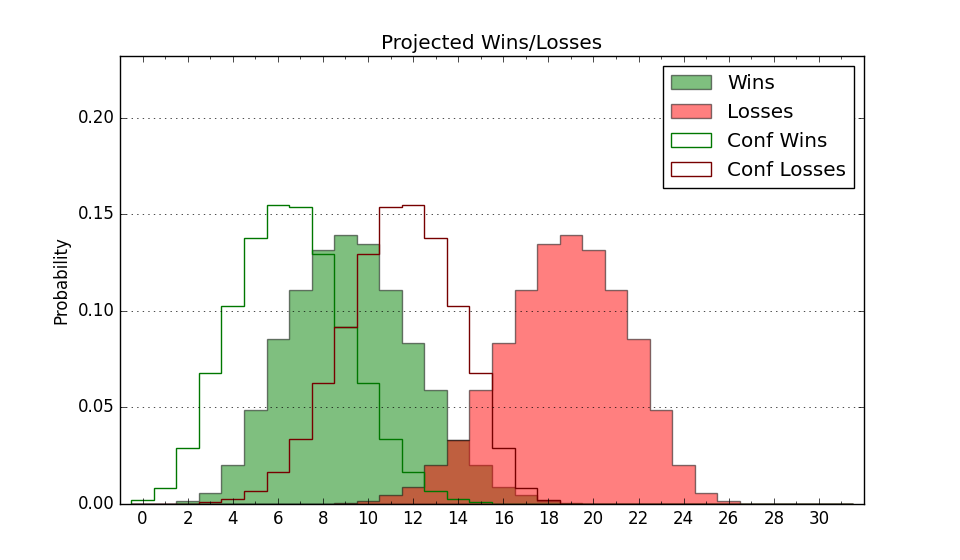 Projected Wins/Losses
Wins
Losses
Conf Wins
Conf Losses
Probability
0.20
0.15
0.10
0.05
0.00
0 2 4 6 8 10 12 14 16 18 20 22 24 26 28 30